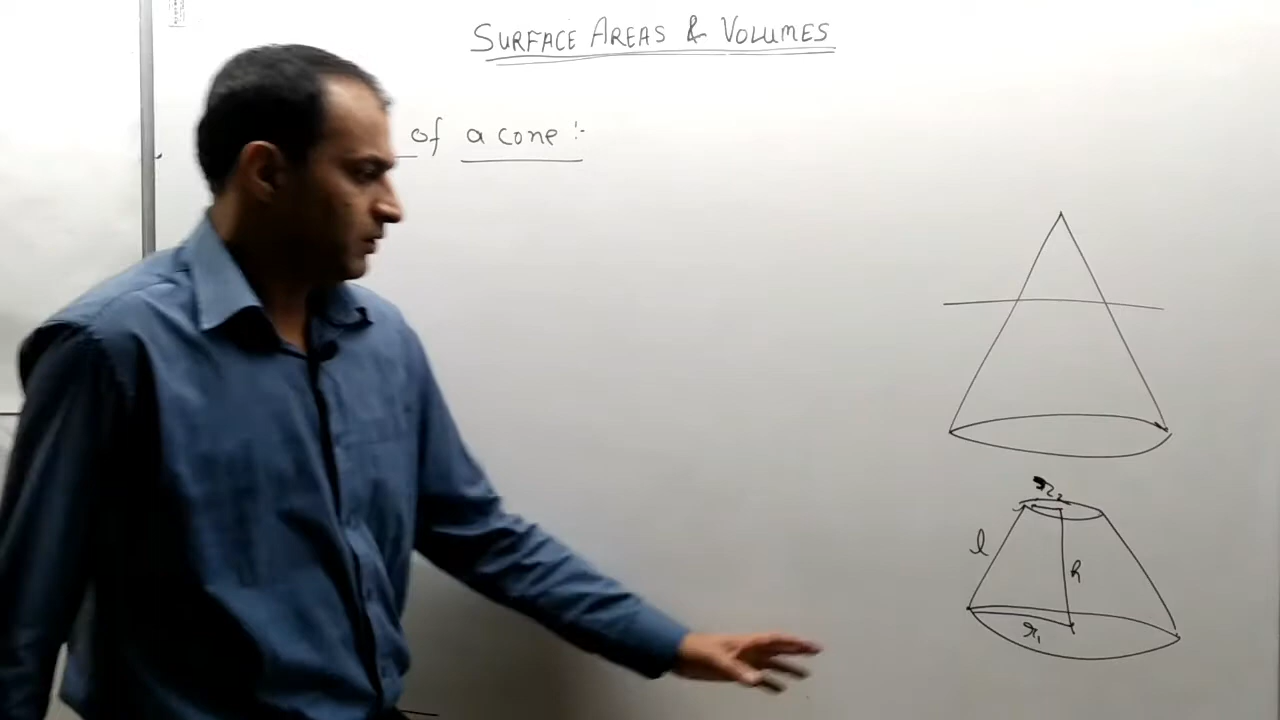 SURFACE AREAS & VOLUMES
of a cone :-
r2
l
h
r1